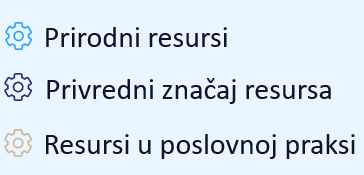 Prirodni resursi
Privredni značaj resursa
Resursi u poslovnoj praksi